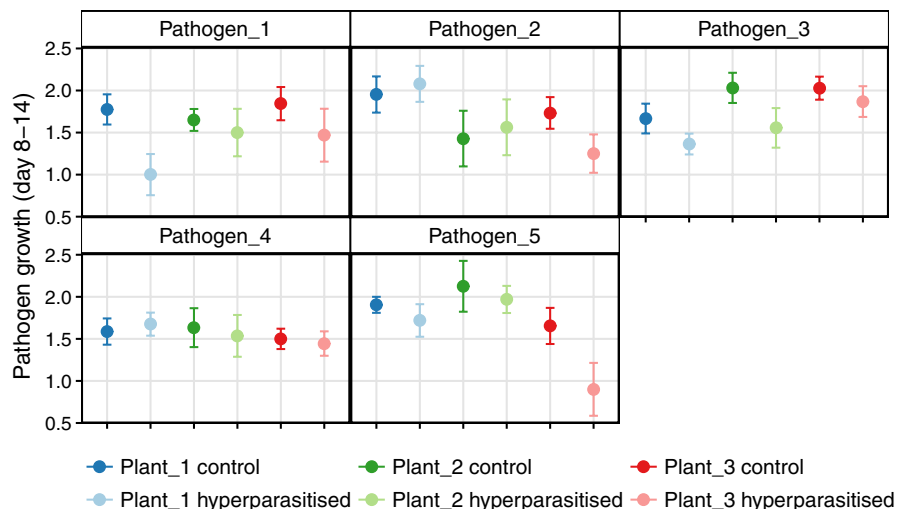 Pathogen_1 Pathogen_2 Pathogen_3
2.5
2.0
1.5
1.0
0.5
Pathogen_4 Pathogen_5
2.5
2.0
1.5
1.0
0.5
Pathogen growth (day 8–14)
Plant_1 control Plant_2 control Plant_3 control
Plant_1 hyperparasitised Plant_2 hyperparasitised Plant_3 hyperparasitised